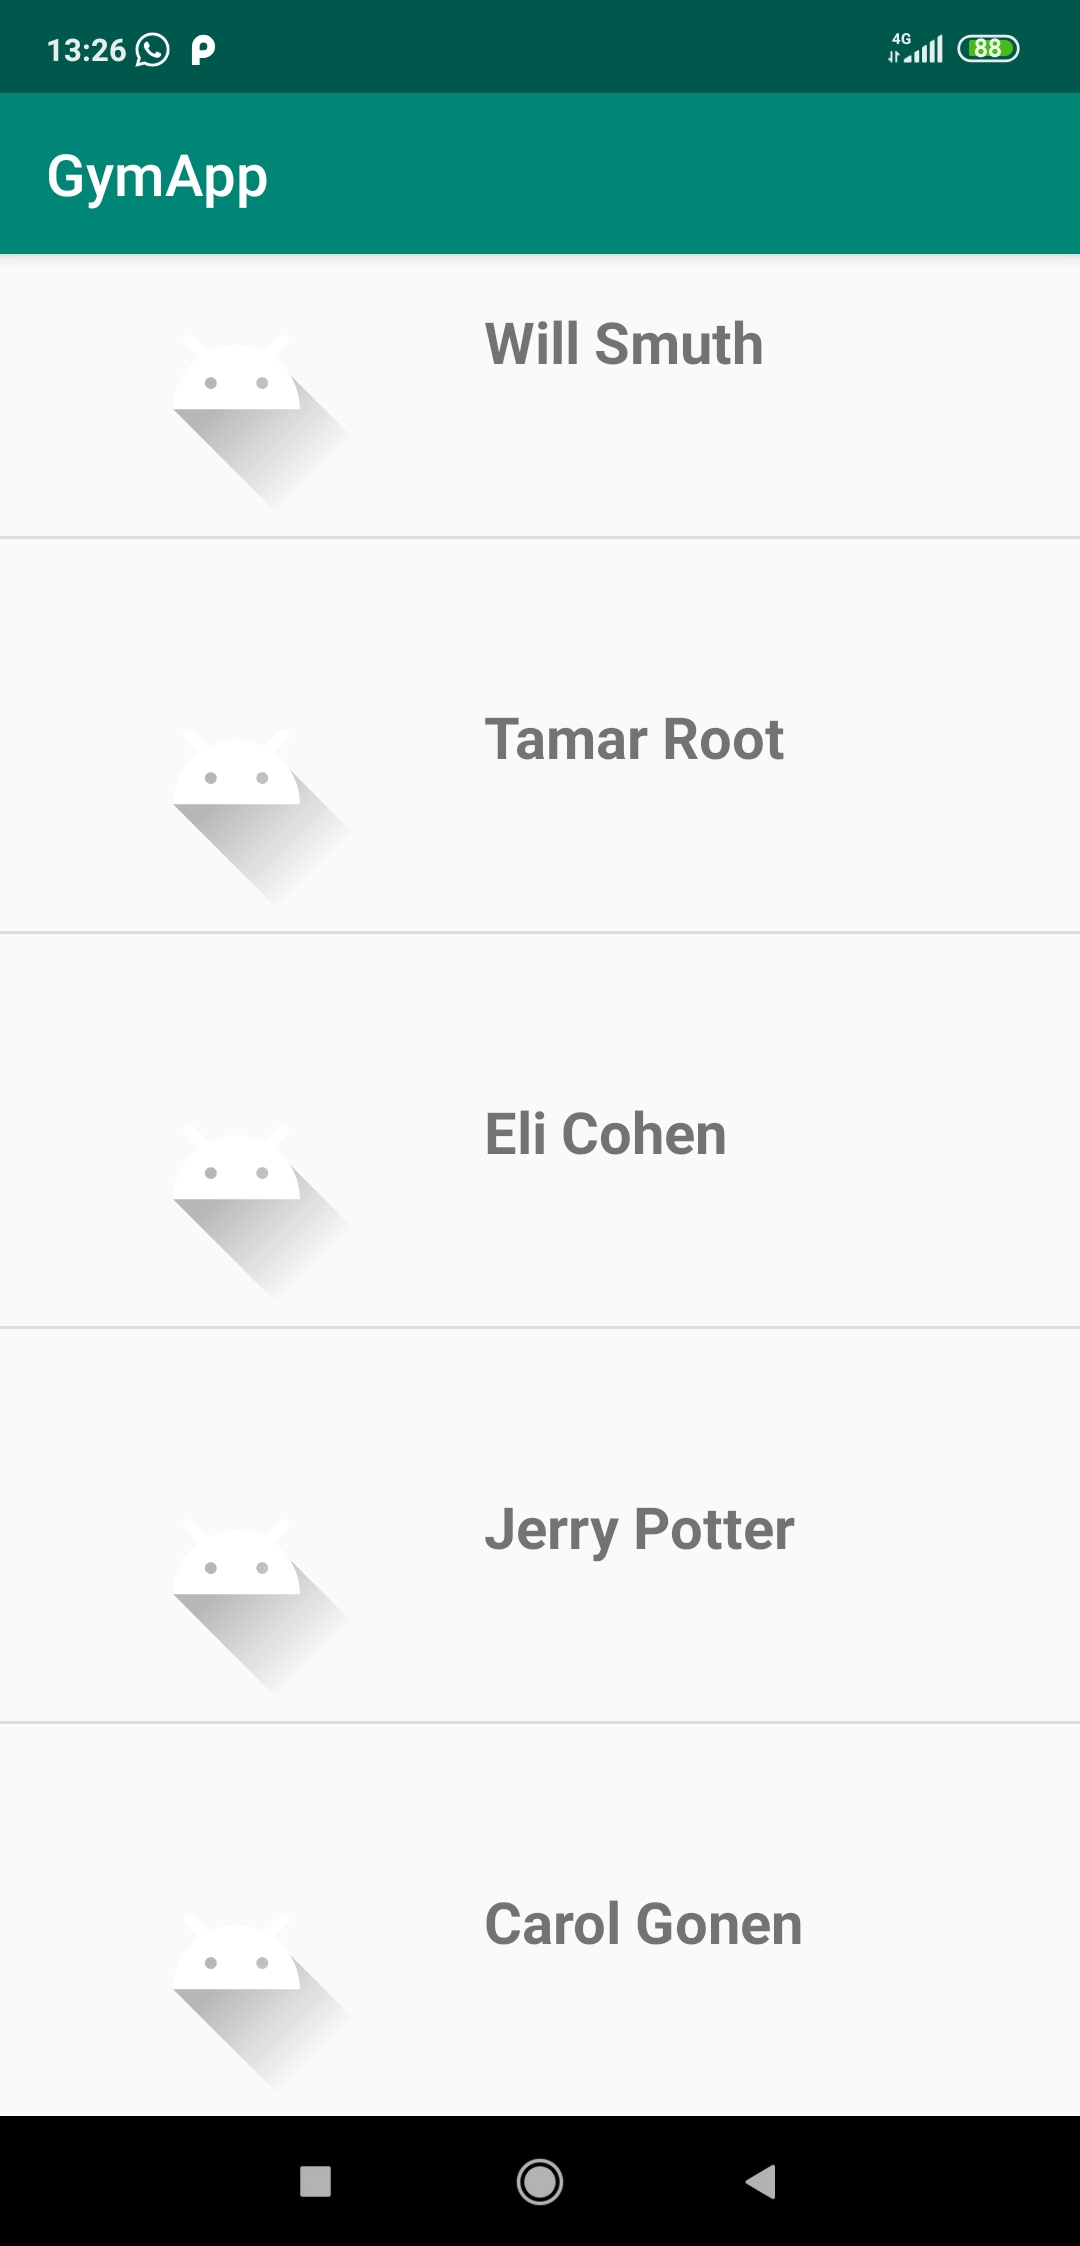 13:26
4G
88
GymApp
Will Smuth
Tamar Root
Eli Cohen
Jerry Potter
Carol Gonen